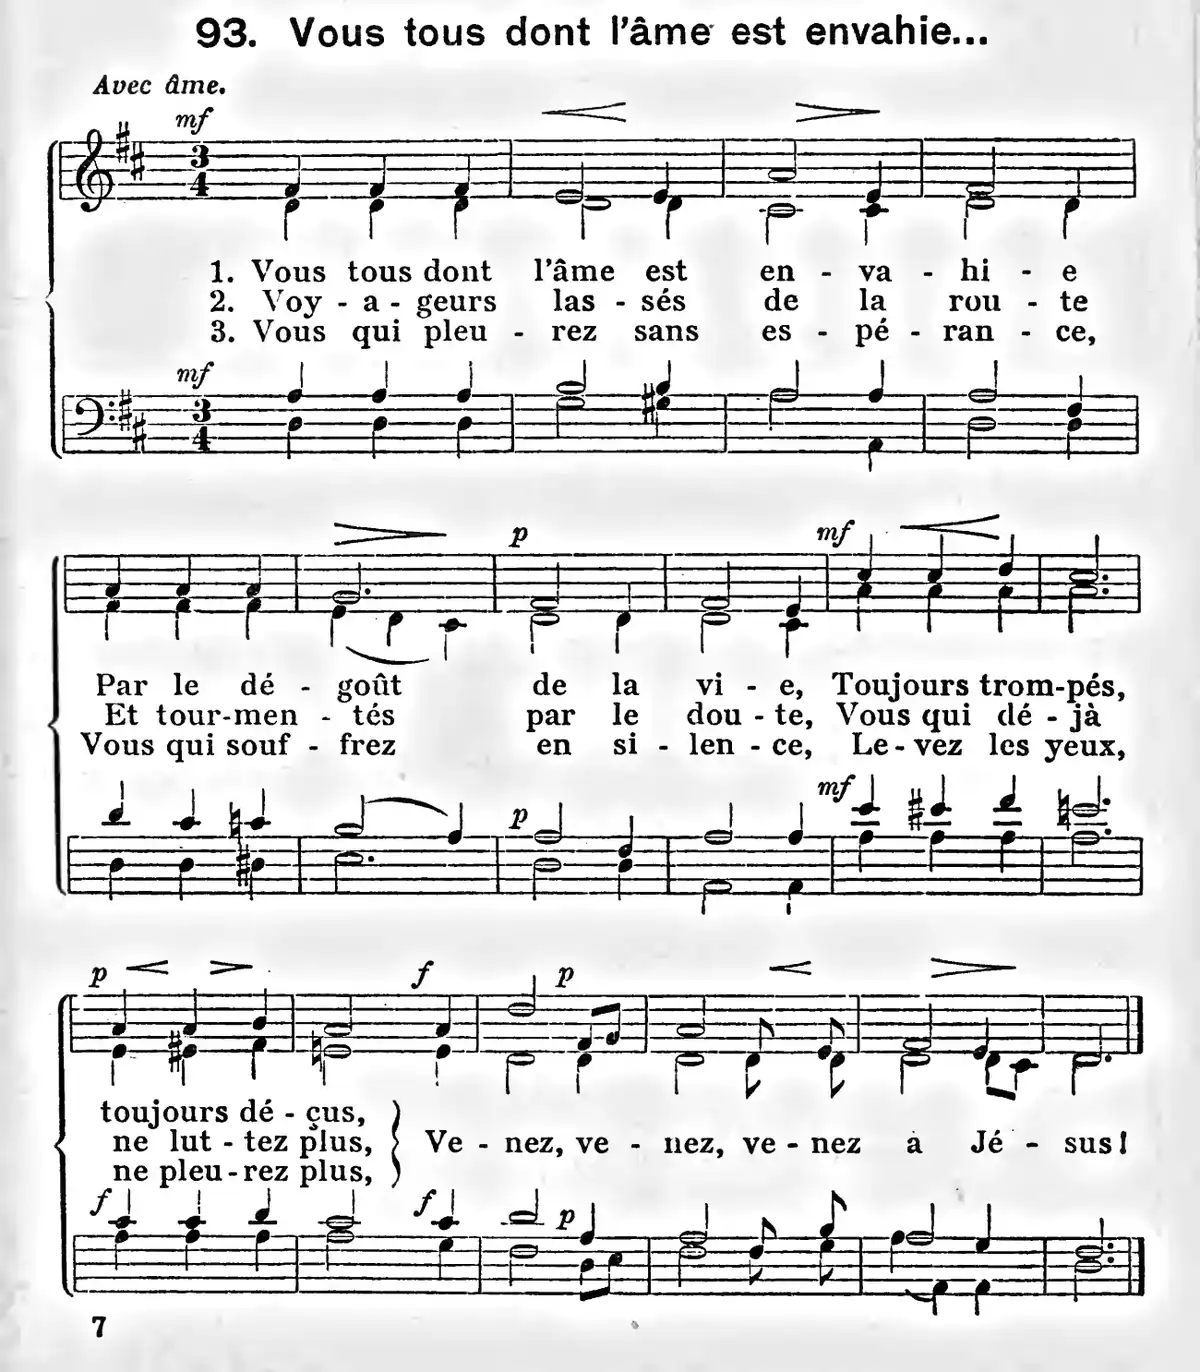 93. Vous tous dont l'âme est envahie...
Avec âme.
mf
3
4
1. Vous tous dont l'âme est en - va - hi - e
2. Voy - a - geurs las - sés de la rou - te
3. Vous qui pleu - rez sans es - pé - ran - ce,
mf
3
4
p mf
Par le dé - goût de la vi - e, Toujours trom-pés,
Et tour-men - tés par le dou - te, Vous qui dé - jà
Vous qui souf - frez en si - len - ce, Le - vez les yeux,
p mf
p f p
toujours dé - çus,
ne lut - tez plus, Ve - nez, ve - nez, ve - nez à Jé - sus!
ne pleu - rez plus,
f f p
7